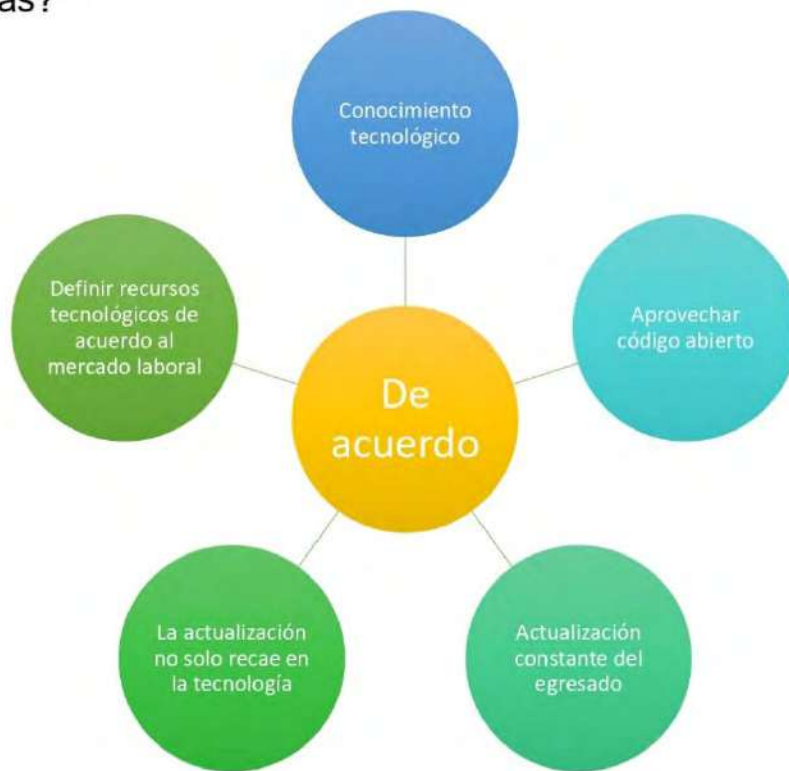 Conocimiento
tecnológico
Definir recursos
tecnológicos de
acuerdo al
mercado laboral
Aprovechar
código abierto
De
acuerdo
La actualización
no solo recae en
la tecnología
Actualización
constante del
egresado